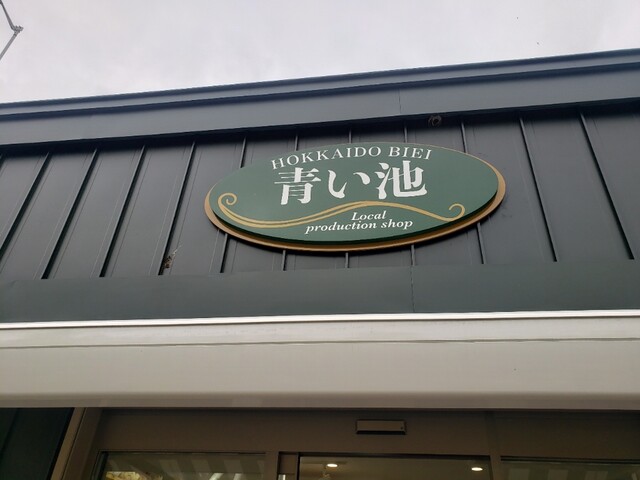 HOKKAIDO BIEI
青い池
Local
production shop